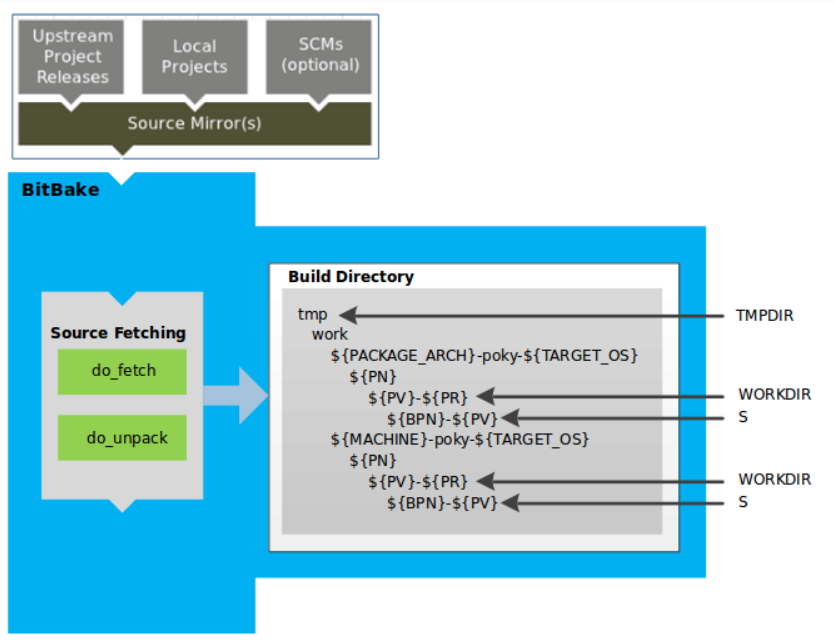 Upstream
Project
Releases
Local
Projects
SCMs
(optional)
Source Mirror(s)
BitBake
Source Fetching
do_fetch
do_unpack
Build Directory
tmp
TMPDIR
work
${PACKAGE_ARCH}-poky-${TARGET_OS}
${PN}
${PV}-${PR}
WORKDIR
${BPN}-${PV}
S
${MACHINE}-poky-${TARGET_OS}
${PN}
${PV}-${PR}
WORKDIR
${BPN}-${PV}
S